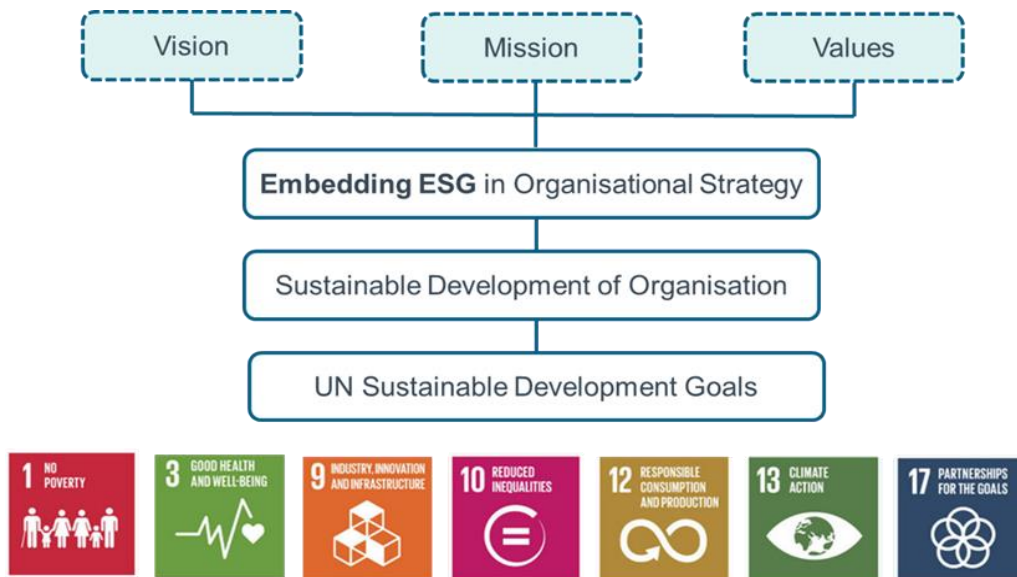 Vision
Mission
Values
Embedding ESG in Organisational Strategy
Sustainable Development of Organisation
UN Sustainable Development Goals
1 NO
POVERTY
3 GOOD HEALTH
AND WELL-BEING
9 INDUSTRY, INNOVATION
AND INFRASTRUCTURE
10 REDUCED
INEQUALITIES
12 RESPONSIBLE
CONSUMPTION
AND PRODUCTION
13 CLIMATE
ACTION
17 PARTNERSHIPS
FOR THE GOALS